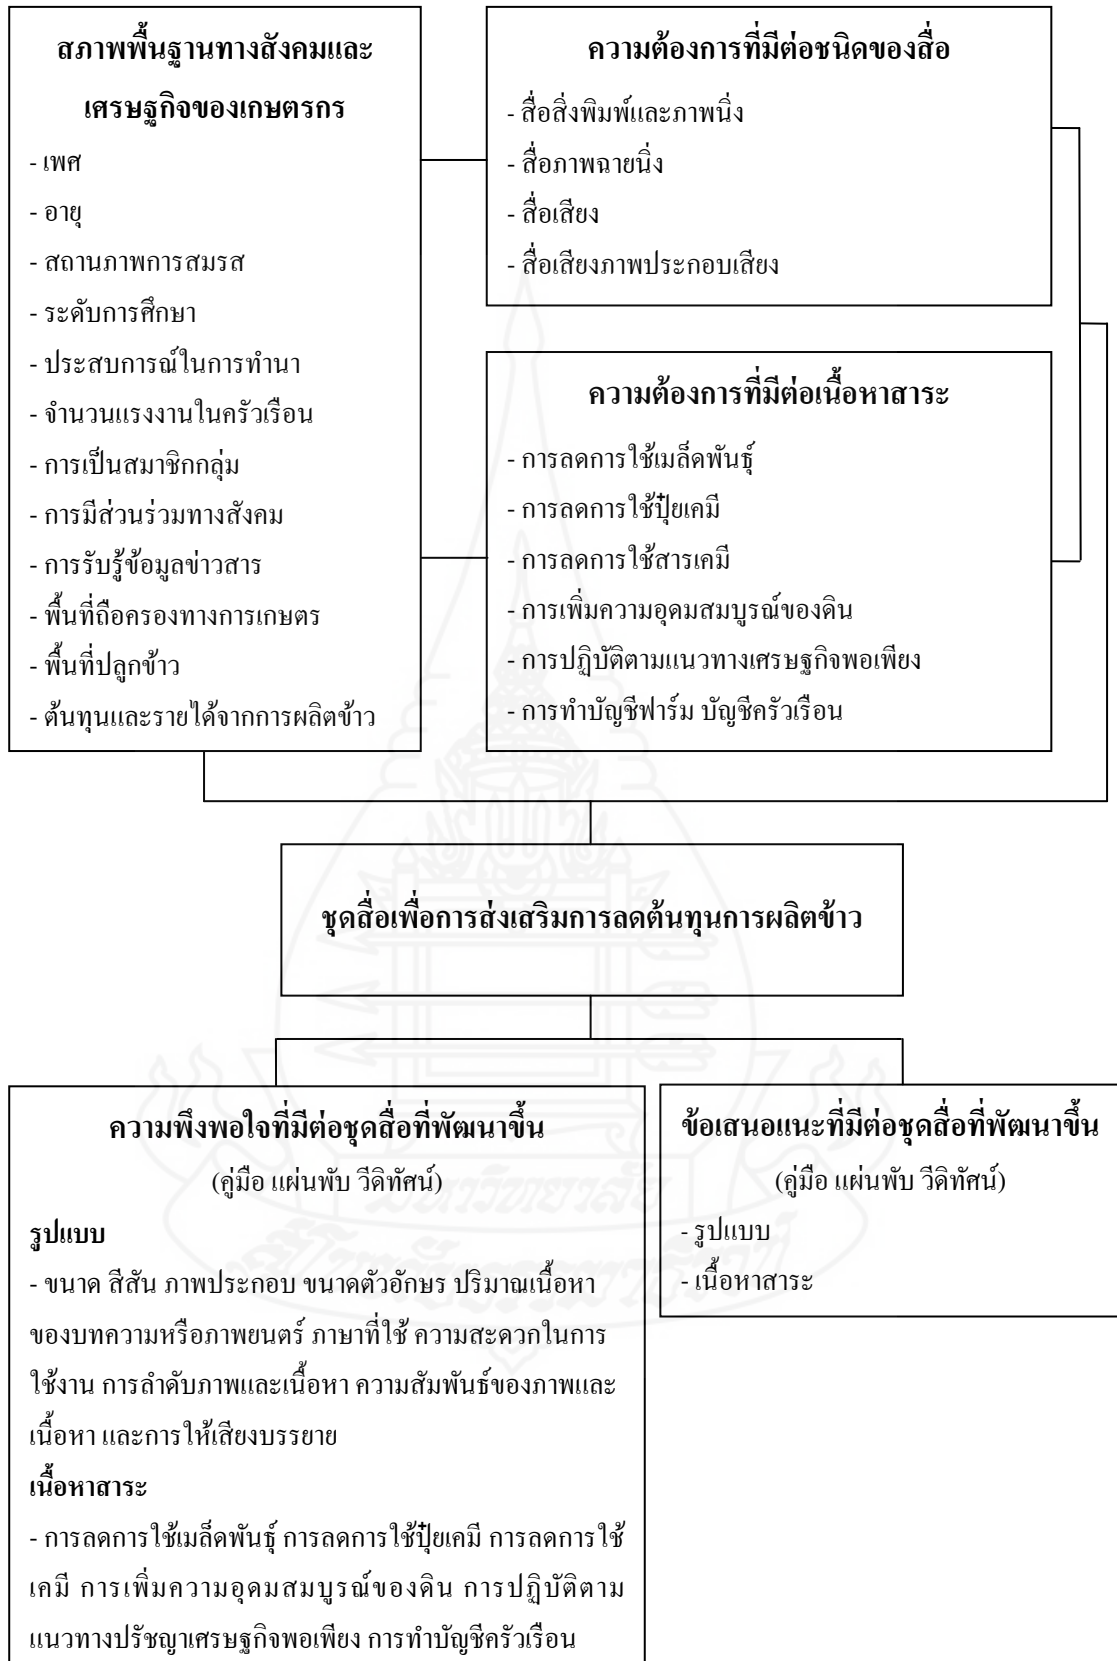 สภาพพื้นฐานทางสังคมและ
เศรษฐกิจของเกษตรกร
- เพศ
- อายุ
- สถานภาพการสมรส
- ระดับการศึกษา
- ประสบการณ์ในการทำนา
- จำนวนแรงงานในครัวเรือน
- การเป็นสมาชิกกลุ่ม
- การมีส่วนร่วมทางสังคม
- การรับรู้ข้อมูลข่าวสาร
- พื้นที่ถือครองทางการเกษตร
- พื้นที่ปลูกข้าว
- ต้นทุนและรายได้จากการผลิตข้าว
ความต้องการที่มีต่อชนิดของสื่อ
- สื่อสิ่งพิมพ์และภาพนิ่ง
- สื่อภาพฉายนิ่ง
- สื่อเสียง
- สื่อเสียงภาพประกอบเสียง
ความต้องการที่มีต่อเนื้อหาสาระ
- การลดการใช้เมล็ดพันธุ์
- การลดการใช้ปุ๋ยเคมี
- การลดการใช้สารเคมี
- การเพิ่มความอุดมสมบูรณ์ของดิน
- การปฏิบัติตามแนวทางเศรษฐกิจพอเพียง
- การทำบัญชีฟาร์ม บัญชีครัวเรือน
ชุดสื่อเพื่อการส่งเสริมการลดต้นทุนการผลิตข้าว
ความพึงพอใจที่มีต่อชุดสื่อที่พัฒนาขึ้น
(คู่มือ แผ่นพับ วีดิทัศน์)
รูปแบบ
- ขนาด สีสัน ภาพประกอบ ขนาดตัวอักษร ปริมาณเนื้อหา
ของบทความหรือภาพยนตร์ ภาษาที่ใช้ ความสะดวกในการ
ใช้งาน การลำดับภาพและเนื้อหา ความสัมพันธ์ของภาพและ
เนื้อหา และการให้เสียงบรรยาย
เนื้อหาสาระ
- การลดการใช้เมล็ดพันธุ์ การลดการใช้ปุ๋ยเคมี การลดการใช้
เคมี การเพิ่มความอุดมสมบูรณ์ของดิน การปฏิบัติตาม
แนวทางปรัชญาเศรษฐกิจพอเพียง การทำบัญชีครัวเรือน
ข้อเสนอแนะที่มีต่อชุดสื่อที่พัฒนาขึ้น
(คู่มือ แผ่นพับ วีดิทัศน์)
- รูปแบบ
- เนื้อหาสาระ
มหาวิทยาลัย
สุโขทัยธรรมาธิราช